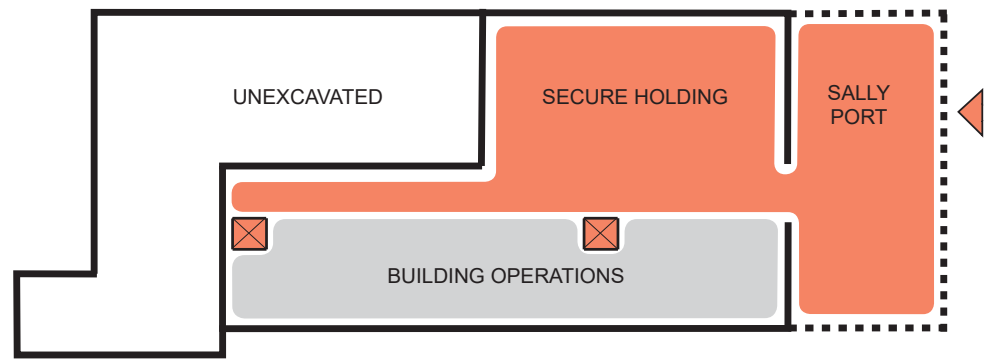 UNEXCAVATED
SECURE HOLDING
SALLY
PORT
BUILDING OPERATIONS